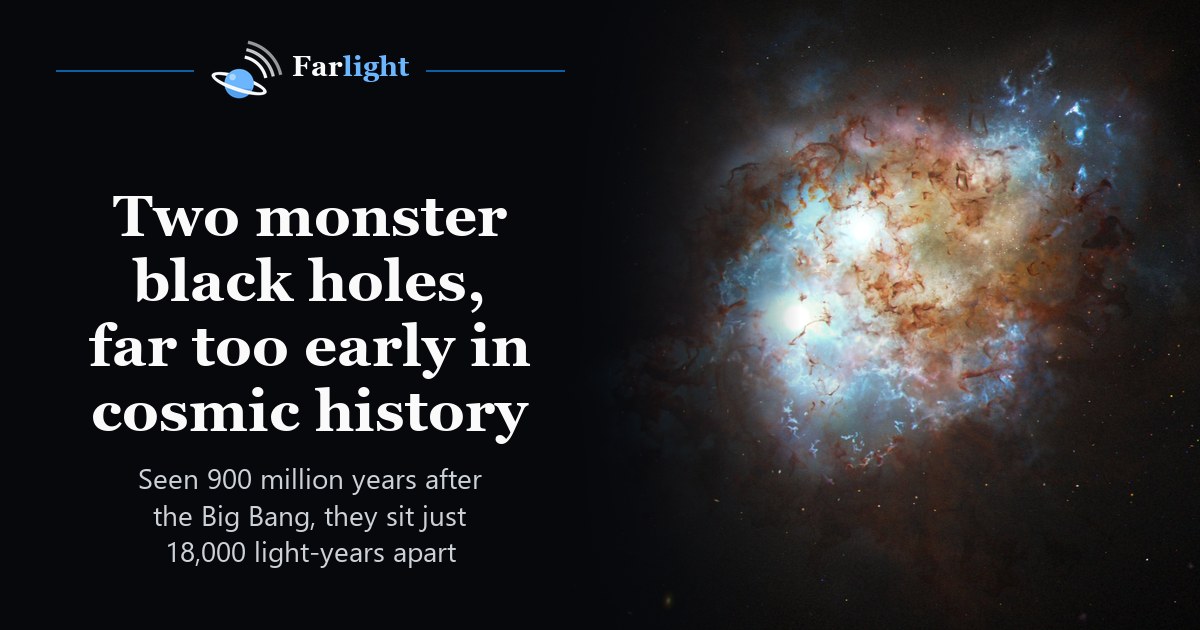 Farlight
Two monster
black holes,
far too early in
cosmic history
Seen 900 million years after
the Big Bang, they sit just
18,000 light-years apart